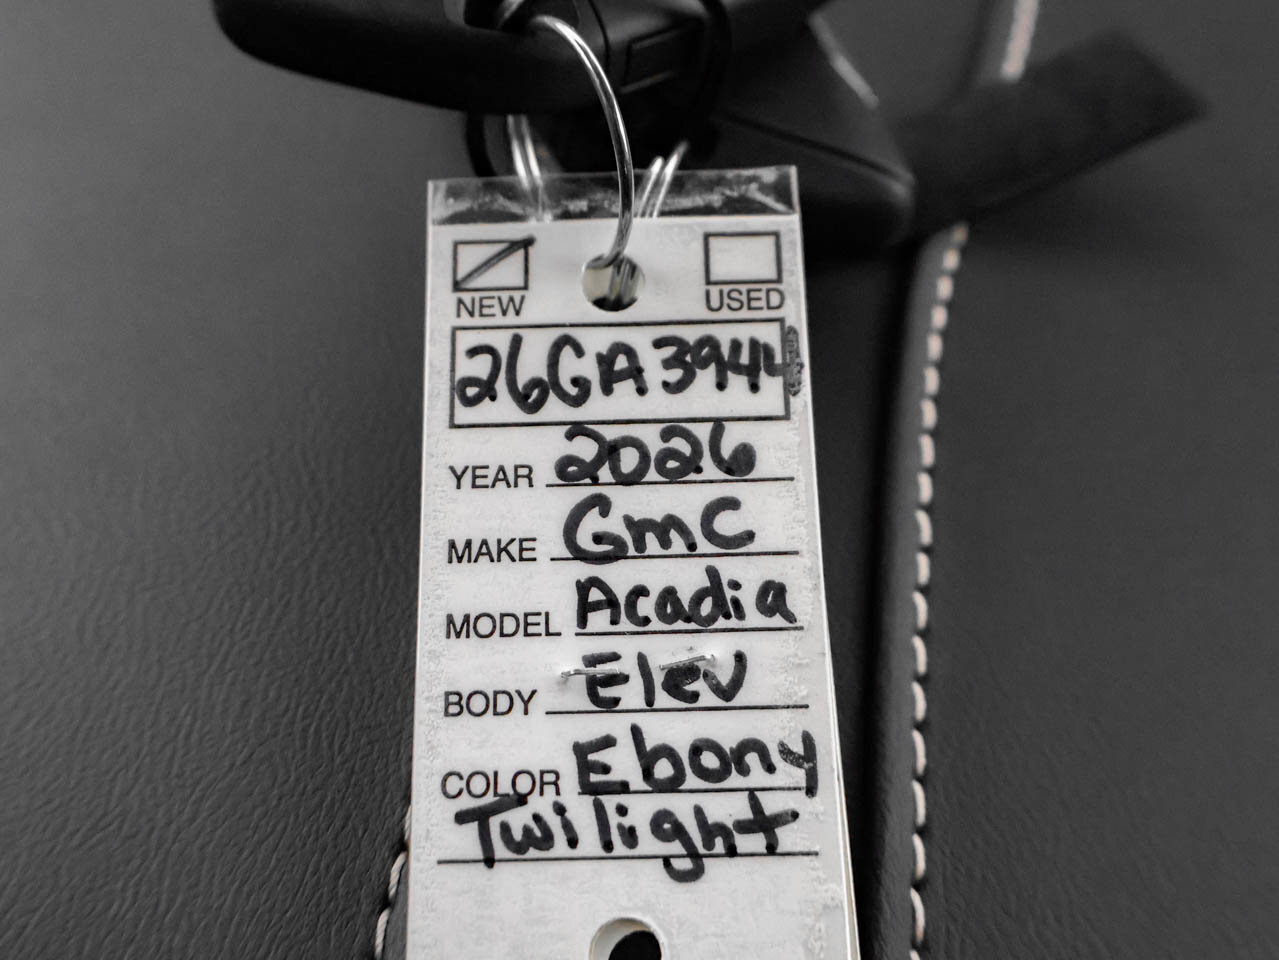 NEW USED
26GA3944
YEAR 2026
MAKE GMC
MODEL Acadia
BODY Elev
COLOR Ebony
Twilight